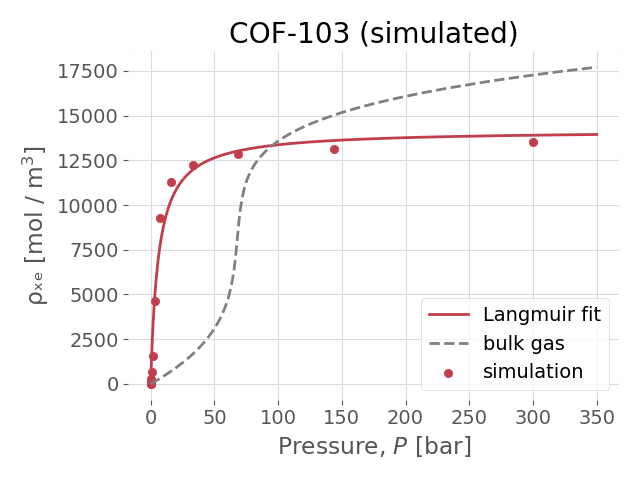 COF-103 (simulated)
17500
15000
12500
10000
7500
5000
2500
0
ρₓₑ [mol / m³]
Langmuir fit
bulk gas
simulation
0 50 100 150 200 250 300 350
Pressure, P [bar]